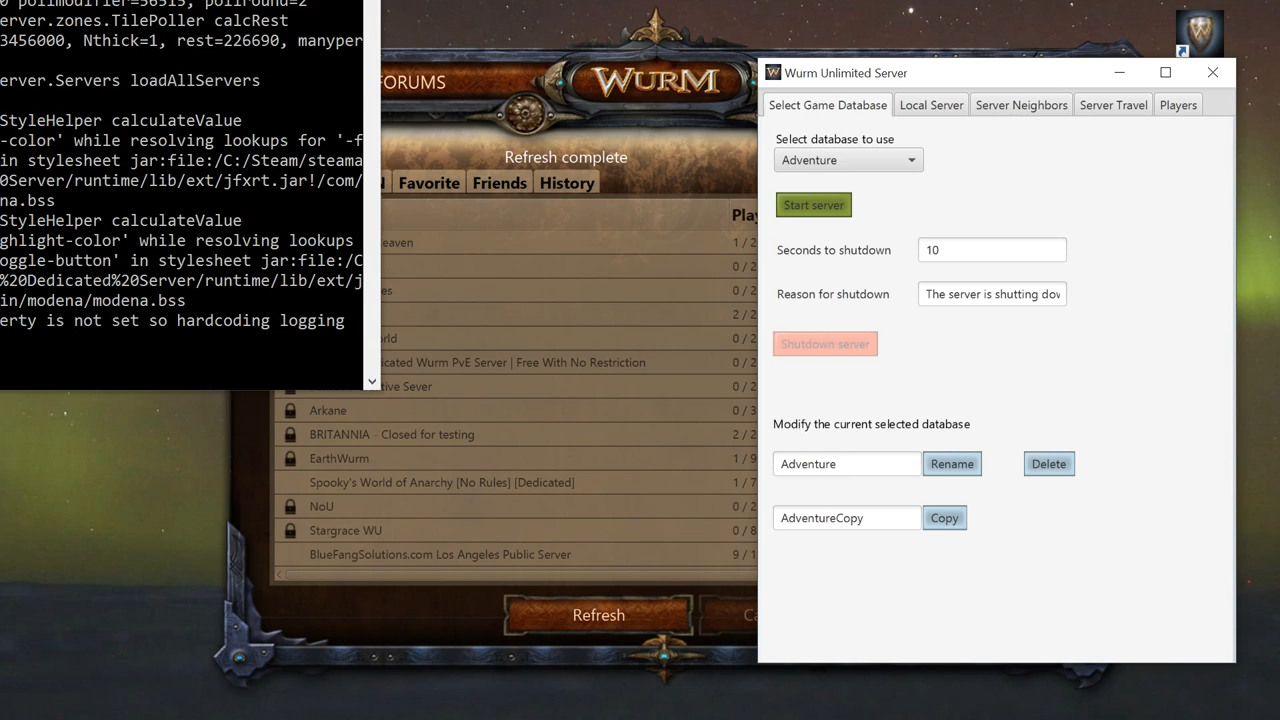 0 pollmodifier=56515, pollround=2
erver.zones.TilePoller calcRest
3456000, Nthick=1, rest=226690, manyper
erver.Servers loadAllServers
StyleHelper calculateValue
-color' while resolving lookups for '-f
in stylesheet jar:file:/C:/Steam/steama
0Server/runtime/lib/ext/jfxrt.jar!/com/
na.bss
StyleHelper calculateValue
ghlight-color' while resolving lookups
oggle-button' in stylesheet jar:file:/C
%20Dedicated%20Server/runtime/lib/ext/j
in/modena/modena.bss
erty is not set so hardcoding logging
FORUMS
WURM
Refresh complete
Favorite Friends History
Play
eaven 1 / 2
0 / 2
es 0 / 2
2 / 2
rld 0 / 2
icated Wurm PvE Server | Free With No Restriction 0 / 2
tive Sever 0 / 2
Arkane 0 / 3
BRITANNIA - Closed for testing 2 / 2
EarthWurm 1 / 9
Spooky's World of Anarchy [No Rules] [Dedicated] 1 / 7
NoU 0 / 2
Stargrace WU 0 / 8
BlueFangSolutions.com Los Angeles Public Server 9 / 1
Refresh
Ca
Wurm Unlimited Server
Select Game Database Local Server Server Neighbors Server Travel Players
Select database to use
Adventure
Start server
Seconds to shutdown 10
Reason for shutdown The server is shutting dov
Shutdown server
Modify the current selected database
Adventure Rename Delete
AdventureCopy Copy